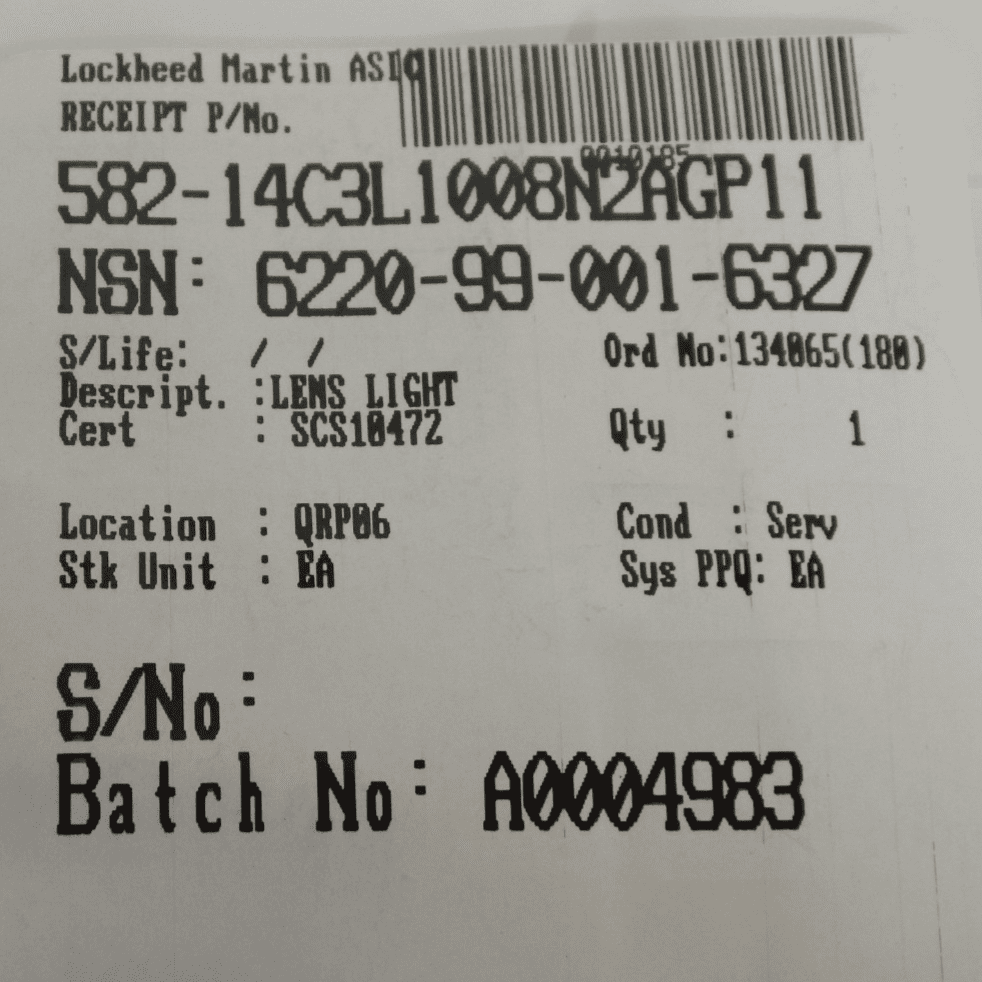 Lockheed Martin ASDC
RECEIPT P/No.
0010185
582-14C3L1008N2AGP11
NSN: 6220-99-001-6327
S/Life: / / Ord No:134065(180)
Descript. :LENS LIGHT
Cert : SCS10472 Qty : 1
Location : QRP06 Cond : Serv
Stk Unit : EA Sys PPQ: EA
S/No:
Batch No: A0004983